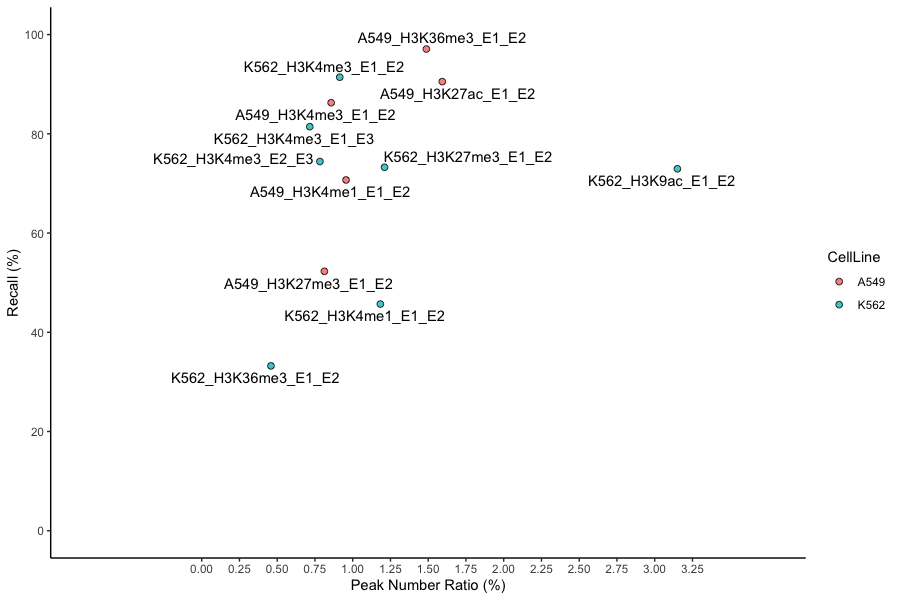 100
80
60
40
20
0
Recall (%)
A549_H3K36me3_E1_E2
K562_H3K4me3_E1_E2
A549_H3K27ac_E1_E2
A549_H3K4me3_E1_E2
K562_H3K4me3_E1_E3
K562_H3K4me3_E2_E3
K562_H3K27me3_E1_E2
K562_H3K9ac_E1_E2
A549_H3K4me1_E1_E2
A549_H3K27me3_E1_E2
K562_H3K4me1_E1_E2
K562_H3K36me3_E1_E2
0.00 0.25 0.50 0.75 1.00 1.25 1.50 1.75 2.00 2.25 2.50 2.75 3.00 3.25
Peak Number Ratio (%)
CellLine
A549
K562